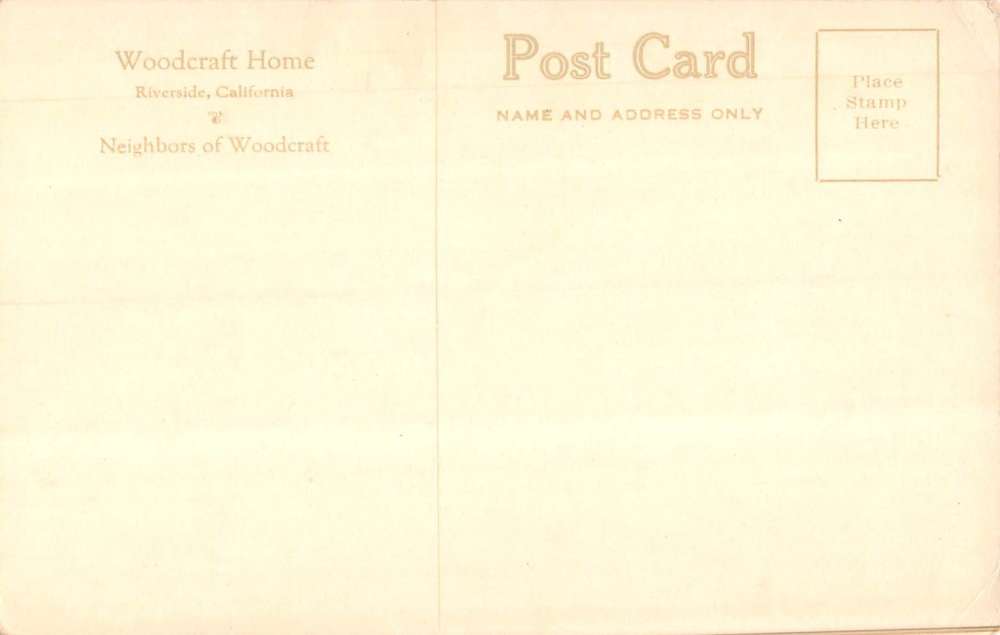 Woodcraft Home
Riverside, California
Neighbors of Woodcraft
Post Card
NAME AND ADDRESS ONLY
Place
Stamp
Here